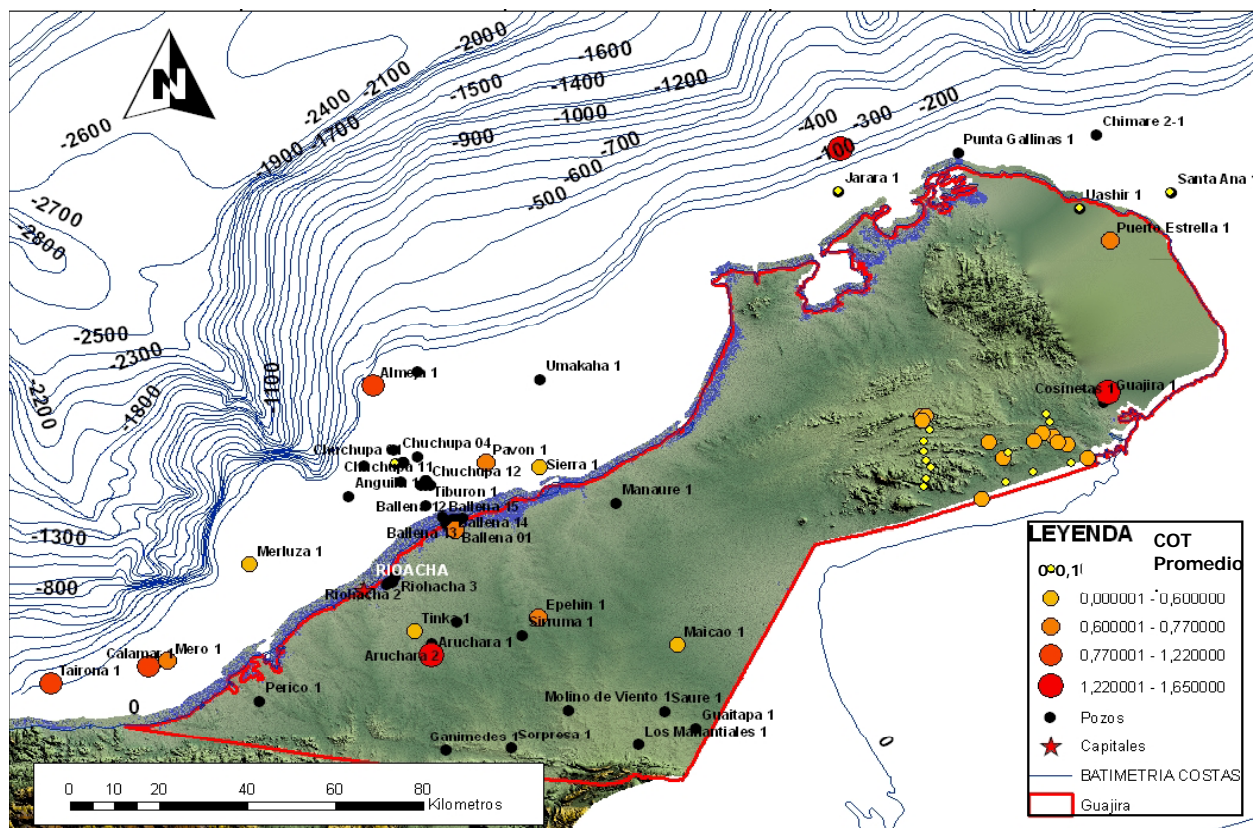 N
-2000
-1600
-2100
-1500
-1400
-1200
-2400
-1000
-200
-1700
-900
-700
-400
-300
-2600
-1900
-600
-100
-500
Chimare 2-1
Punta Gallinas 1
Jarara 1
Santa Ana 1
Uashir 1
Puerto Estrella 1
-2700
-2800
-2500
-2300
-2200
-1800
-1100
Almeja 1
Umakaha 1
Cosinetas 1
Guajira 1
Chuchupa 04
Pavon 1
Sierra 1
Chuchupa 11
Chuchupa 12
Tiburon 1
Manaure 1
Ballena 12
Ballena 15
Ballena 14
Ballena 13
Ballena 01
-1300
-800
Merluza 1
RIOACHA
Riohacha 3
Riohacha 2
Epehin 1
Tinka 1
Sirruma 1
Aruchara 1
Maicao 1
Aruchara 2
Calamar 1
Mero 1
Tairona 1
0
Perico 1
Molino de Viento 1
Saure 1
Guaitapa 1
Ganimedes 1
Sorpresa 1
Los Manantiales 1
0
0 10 20 40 60 80
Kilometros
LEYENDA
COT
Promedio
0,000001 - 0,600000
0,600001 - 0,770000
0,770001 - 1,220000
1,220001 - 1,650000
Pozos
Capitales
BATIMETRIA COSTAS
Guajira